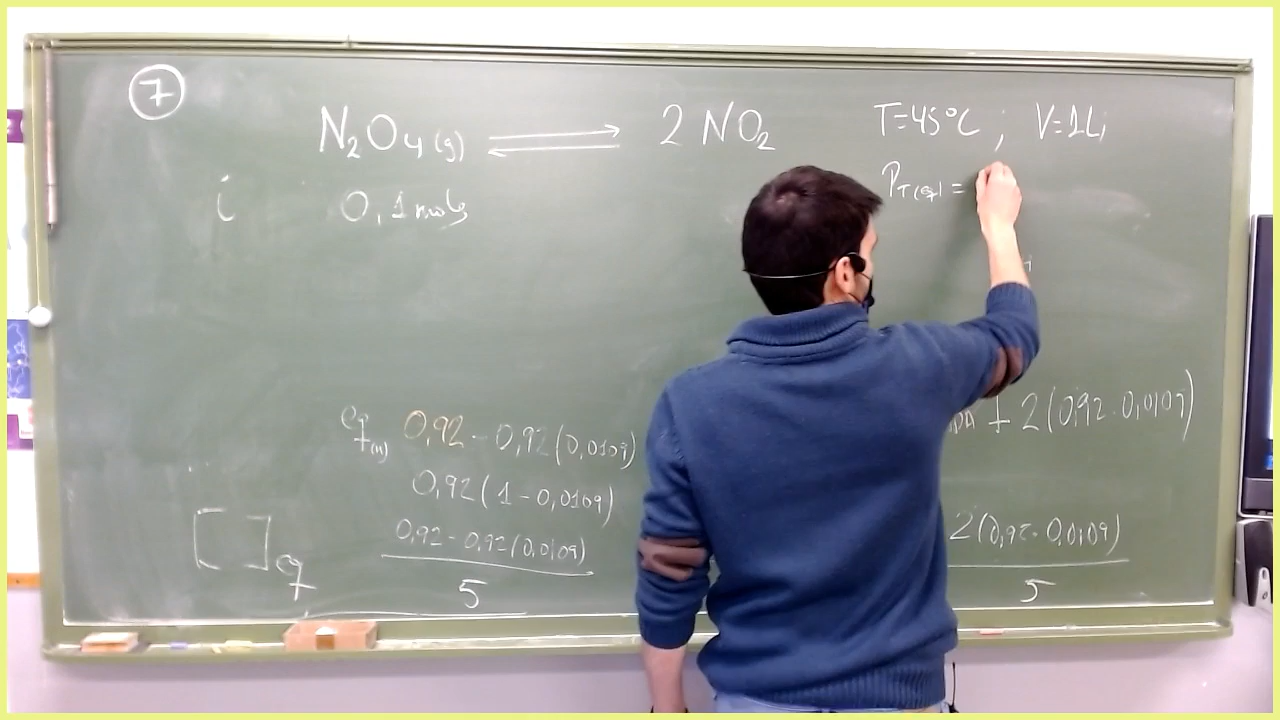 7
N₂O₄(g) ⇌ 2 NO₂ T=45°C ; V=1L;
P_T(eq) =
i 0,1 mols
eq(n) 0,92 - 0,92(0,0109) + 2(0,92·0,0109)
0,92(1-0,0109)
[ ]eq 0,92-0,92(0,0109) 2(0,92·0,0109)
5 5